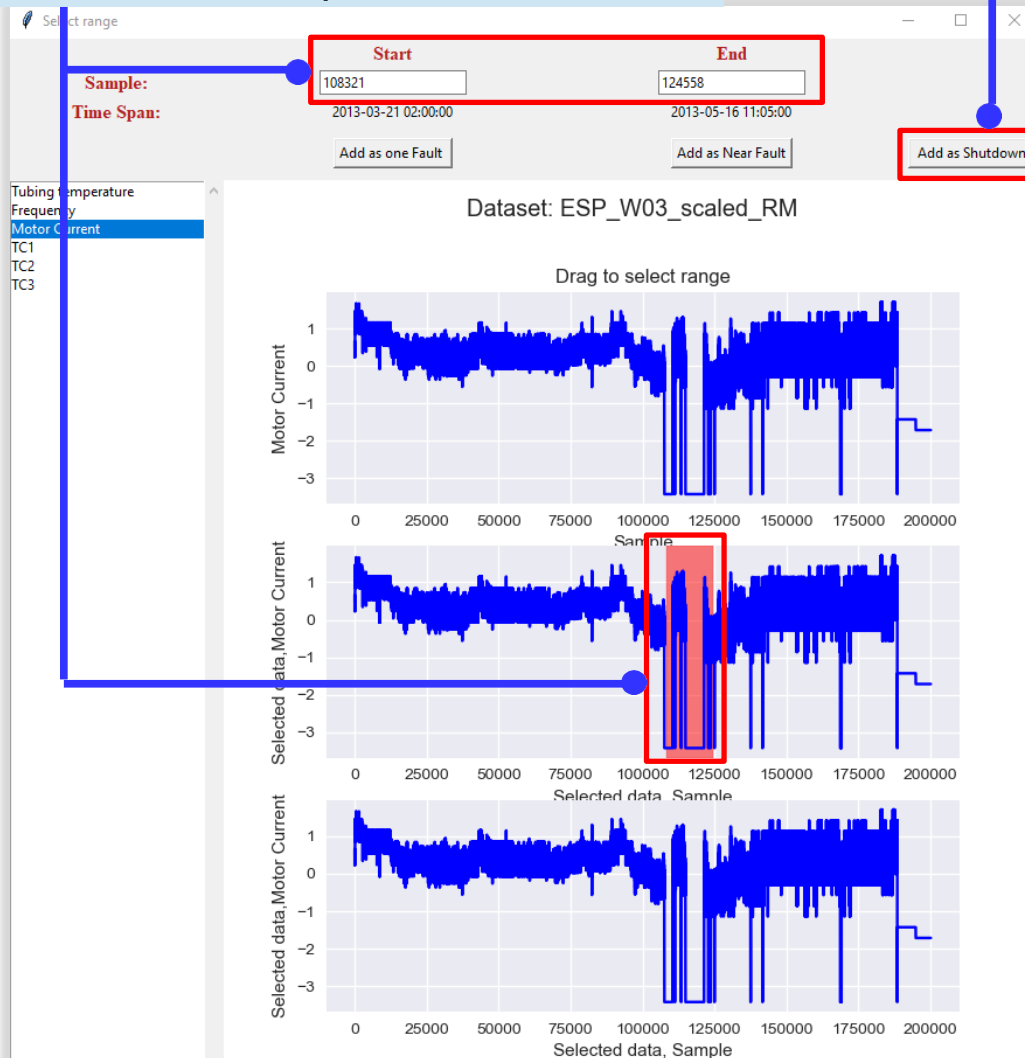 Select range
Start End
Sample: 108321 124558
Time Span: 2013-03-21 02:00:00 2013-05-16 11:05:00
Add as one Fault Add as Near Fault Add as Shutdown
Tubing temperature
Frequency
Motor Current
TC1
TC2
TC3
Dataset: ESP_W03_scaled_RM
Drag to select range
Motor Current
1
0
−1
−2
−3
0 25000 50000 75000 100000 125000 150000 175000 200000
Sample
Selected data,Motor Current
1
0
−1
−2
−3
0 25000 50000 75000 100000 125000 150000 175000 200000
Selected data, Sample
Selected data,Motor Current
1
0
−1
−2
−3
0 25000 50000 75000 100000 125000 150000 175000 200000
Selected data, Sample